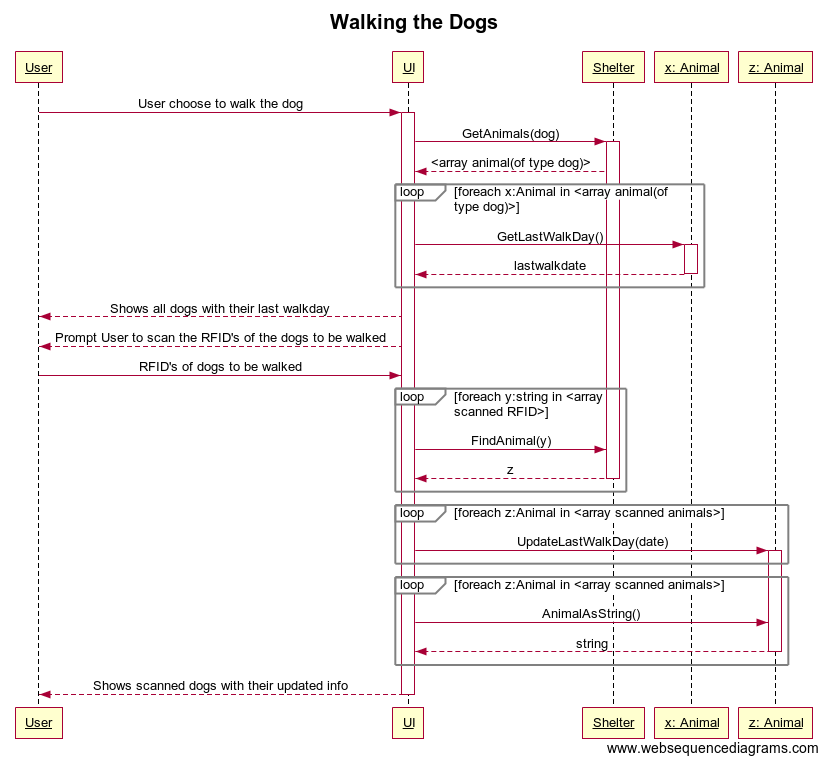 Walking the Dogs
User
UI
Shelter
x: Animal
z: Animal
User choose to walk the dog
GetAnimals(dog)
<array animal(of type dog)>
loop
[foreach x:Animal in <array animal(of
type dog)>]
GetLastWalkDay()
lastwalkdate
Shows all dogs with their last walkday
Prompt User to scan the RFID's of the dogs to be walked
RFID's of dogs to be walked
loop
[foreach y:string in <array
scanned RFID>]
FindAnimal(y)
z
loop
[foreach z:Animal in <array scanned animals>]
UpdateLastWalkDay(date)
loop
[foreach z:Animal in <array scanned animals>]
AnimalAsString()
string
Shows scanned dogs with their updated info
User
UI
Shelter
x: Animal
z: Animal
www.websequencediagrams.com